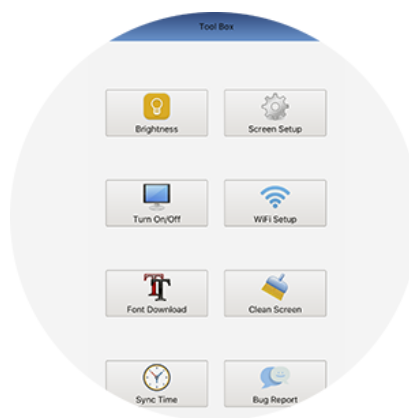 Tool Box
Brightness
Screen Setup
Turn On/Off
WiFi Setup
Font Download
Clean Screen
Sync Time
Bug Report